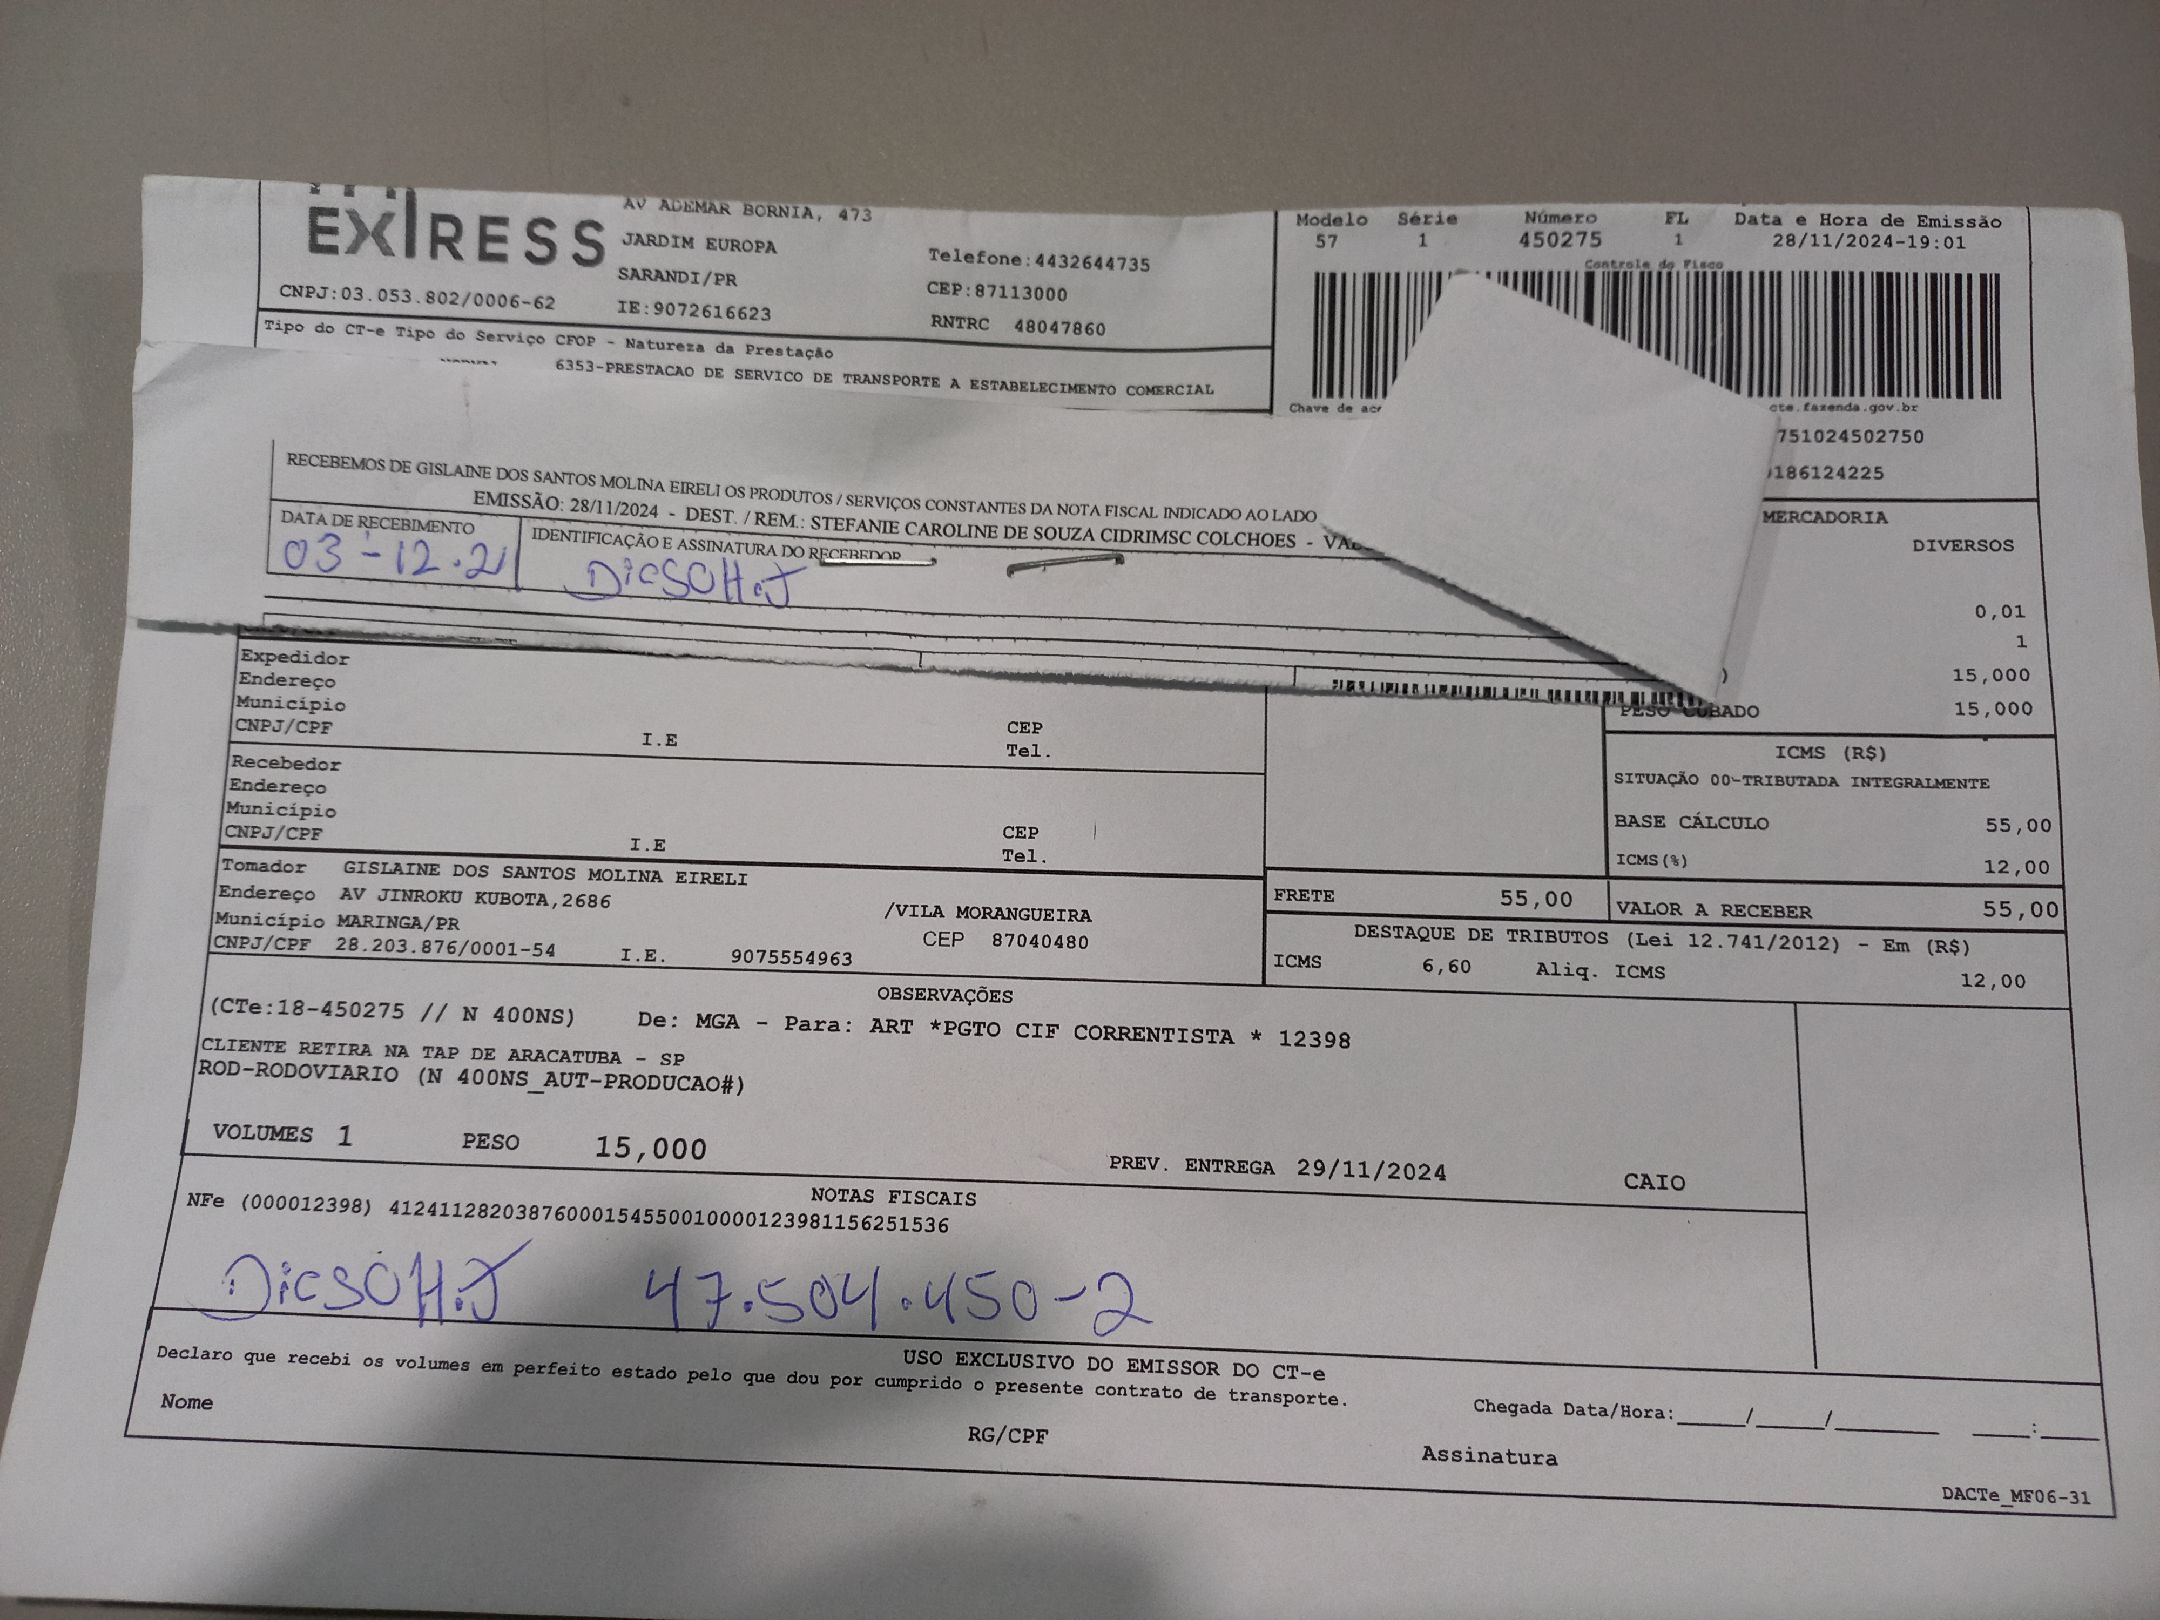 EXPRESS
AV ADEMAR BORNIA, 473
JARDIM EUROPA
SARANDI/PR
CNPJ:03.053.802/0006-62
IE:9072616623
Telefone:4432644735
CEP:87113000
RNTRC 48047860
Modelo Série Número FL Data e Hora de Emissão
57 1 450275 1 28/11/2024-19:01
Controle do Fisco
Tipo do CT-e Tipo do Serviço CFOP - Natureza da Prestação
6353-PRESTACAO DE SERVICO DE TRANSPORTE A ESTABELECIMENTO COMERCIAL
Chave de
cte.fazenda.gov.br
751024502750
186124225
RECEBEMOS DE GISLAINE DOS SANTOS MOLINA EIRELI OS PRODUTOS / SERVIÇOS CONSTANTES DA NOTA FISCAL INDICADO AO LADO
EMISSÃO: 28/11/2024 - DEST. / REM.: STEFANIE CAROLINE DE SOUZA CIDRIMSC COLCHOES -
DATA DE RECEBIMENTO
03-12.21
IDENTIFICAÇÃO E ASSINATURA DO RECEBEDOR
DicSOH.J
MERCADORIA
DIVERSOS
0,01
1
15,000
PESO CUBADO 15,000
Expedidor
Endereço
Município
CNPJ/CPF I.E CEP
Tel.
Recebedor
Endereço
Município
CNPJ/CPF I.E CEP
Tel.
ICMS (R$)
SITUAÇÃO 00-TRIBUTADA INTEGRALMENTE
BASE CÁLCULO 55,00
ICMS(%) 12,00
Tomador GISLAINE DOS SANTOS MOLINA EIRELI
Endereço AV JINROKU KUBOTA,2686 /VILA MORANGUEIRA
Município MARINGA/PR CEP 87040480
CNPJ/CPF 28.203.876/0001-54 I.E. 9075554963
FRETE 55,00 VALOR A RECEBER 55,00
DESTAQUE DE TRIBUTOS (Lei 12.741/2012) - Em (R$)
ICMS 6,60 Aliq. ICMS 12,00
OBSERVAÇÕES
(CTe:18-450275 // N 400NS) De: MGA - Para: ART *PGTO CIF CORRENTISTA * 12398
CLIENTE RETIRA NA TAP DE ARACATUBA - SP
ROD-RODOVIARIO (N 400NS_AUT-PRODUCAO#)
VOLUMES 1 PESO 15,000 PREV. ENTREGA 29/11/2024 CAIO
NOTAS FISCAIS
NFe (000012398) 41241128203876000154550010000123981156251536
DicSOH.J 47.504.450-2
USO EXCLUSIVO DO EMISSOR DO CT-e
Declaro que recebi os volumes em perfeito estado pelo que dou por cumprido o presente contrato de transporte.
Nome RG/CPF Assinatura
Chegada Data/Hora:_____/_____/_______ ____:____
DACTe_MF06-31